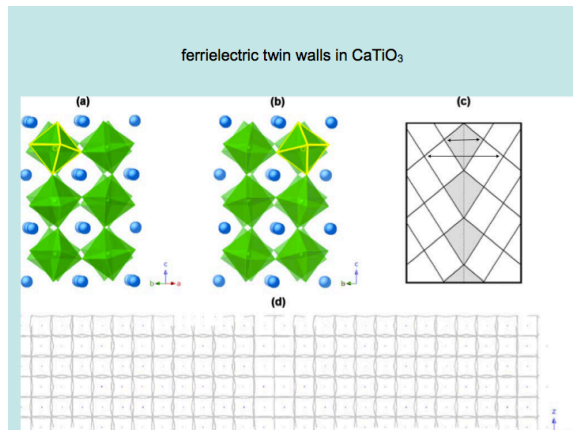 ferrielectric twin walls in CaTiO₃
(a)
(b)
(c)
c
b
a
c
b
(d)
z